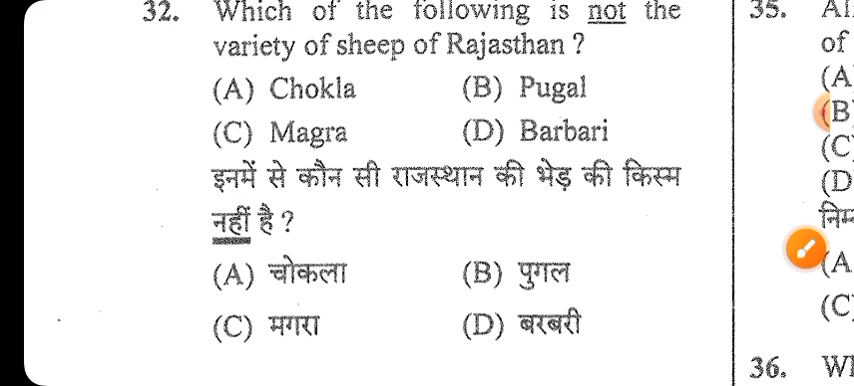 32. Which of the following is not the
variety of sheep of Rajasthan ?
(A) Chokla (B) Pugal
(C) Magra (D) Barbari
इनमें से कौन सी राजस्थान की भेड़ की किस्म
नहीं है ?
(A) चोकला (B) पुगल
(C) मगरा (D) बरबरी
35.
of
(A
(B
(C
(D
(A
(C
36.